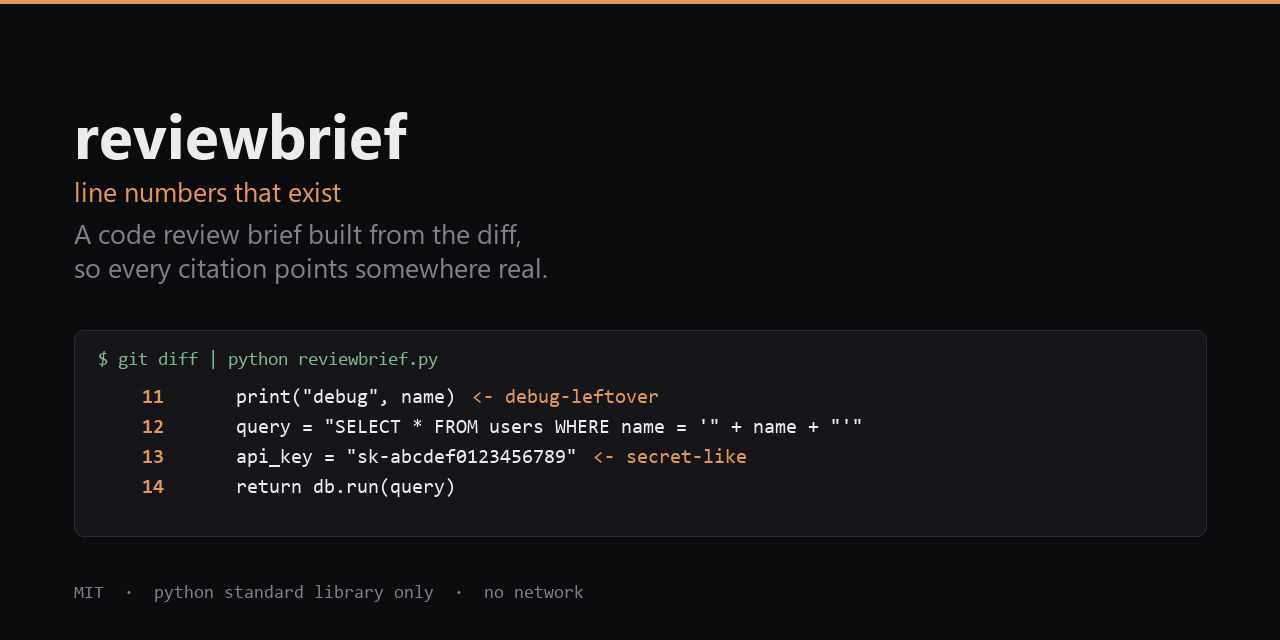 reviewbrief
line numbers that exist
A code review brief built from the diff,
so every citation points somewhere real.
$ git diff | python reviewbrief.py
11 print("debug", name) <- debug-leftover
12 query = "SELECT * FROM users WHERE name = '" + name + "'"
13 api_key = "sk-abcdef0123456789" <- secret-like
14 return db.run(query)
MIT · python standard library only · no network